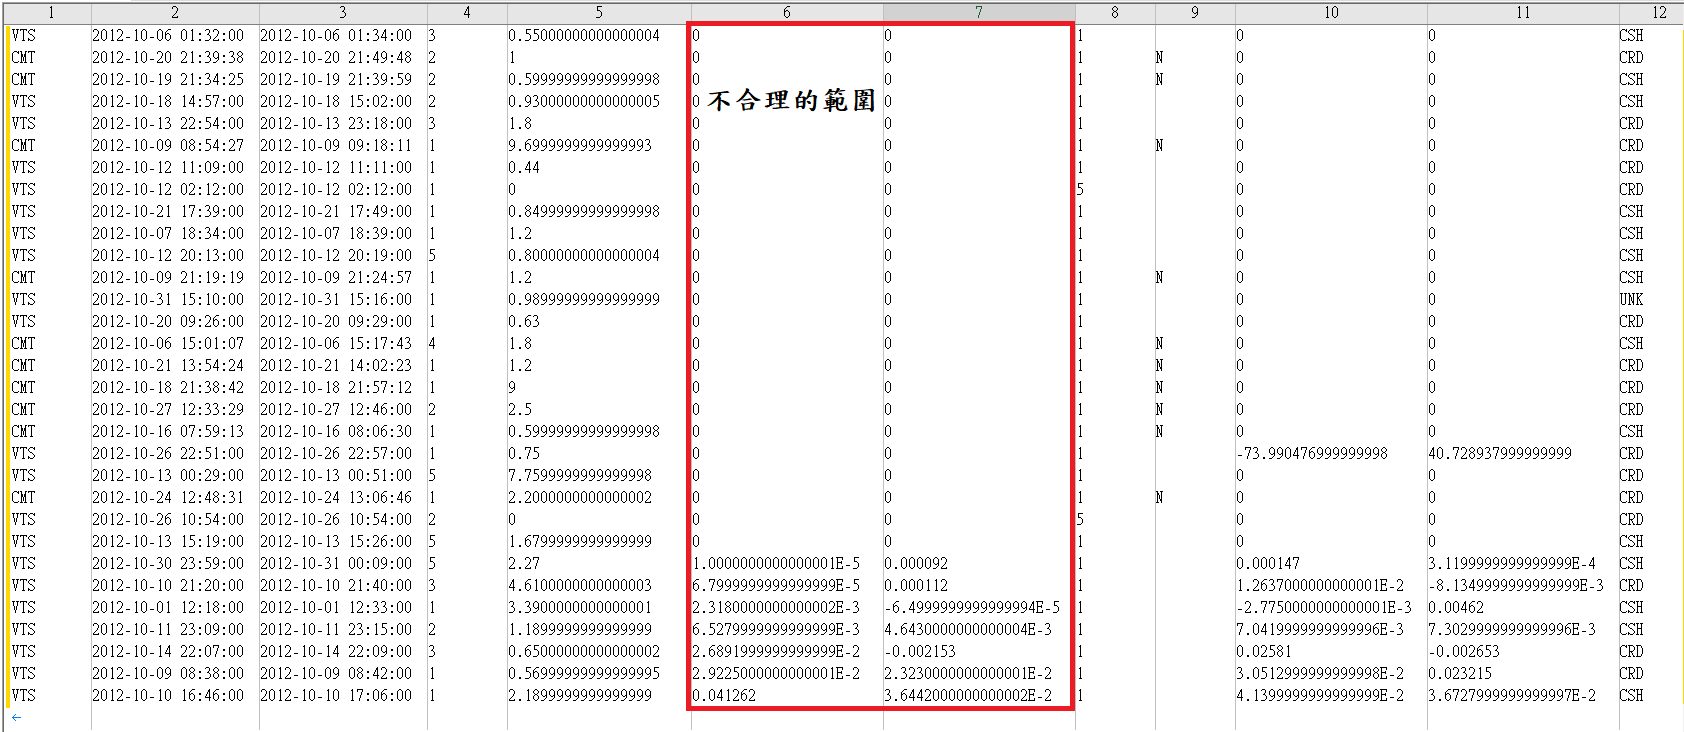 1 2 3 4 5 6 7 8 9 10 11 12
VTS 2012-10-06 01:32:00 2012-10-06 01:34:00 3 0.55000000000000004 0 0 1 0 0 CSH
CMT 2012-10-20 21:39:38 2012-10-20 21:49:48 2 1 0 0 1 N 0 0 CRD
CMT 2012-10-19 21:34:25 2012-10-19 21:39:59 2 0.59999999999999998 0 0 1 N 0 0 CSH
VTS 2012-10-18 14:57:00 2012-10-18 15:02:00 2 0.93000000000000005 0 不合理的範圍 0 1 0 0 CSH
VTS 2012-10-13 22:54:00 2012-10-13 23:18:00 3 1.8 0 0 1 0 0 CRD
CMT 2012-10-09 08:54:27 2012-10-09 09:18:11 1 9.6999999999999993 0 0 1 N 0 0 CRD
VTS 2012-10-12 11:09:00 2012-10-12 11:11:00 1 0.44 0 0 1 0 0 CRD
VTS 2012-10-12 02:12:00 2012-10-12 02:12:00 1 0 0 0 5 0 0 CRD
VTS 2012-10-21 17:39:00 2012-10-21 17:49:00 1 0.84999999999999998 0 0 1 0 0 CSH
VTS 2012-10-07 18:34:00 2012-10-07 18:39:00 1 1.2 0 0 1 0 0 CSH
VTS 2012-10-12 20:13:00 2012-10-12 20:19:00 5 0.80000000000000004 0 0 1 0 0 CSH
CMT 2012-10-09 21:19:19 2012-10-09 21:24:57 1 1.2 0 0 1 N 0 0 CSH
VTS 2012-10-31 15:10:00 2012-10-31 15:16:00 1 0.98999999999999999 0 0 1 0 0 UNK
VTS 2012-10-20 09:26:00 2012-10-20 09:29:00 1 0.63 0 0 1 0 0 CRD
CMT 2012-10-06 15:01:07 2012-10-06 15:17:43 4 1.8 0 0 1 N 0 0 CSH
CMT 2012-10-21 13:54:24 2012-10-21 14:02:23 1 1.2 0 0 1 N 0 0 CRD
CMT 2012-10-18 21:38:42 2012-10-18 21:57:12 1 9 0 0 1 N 0 0 CRD
CMT 2012-10-27 12:33:29 2012-10-27 12:46:00 2 2.5 0 0 1 N 0 0 CRD
CMT 2012-10-16 07:59:13 2012-10-16 08:06:30 1 0.59999999999999998 0 0 1 N 0 0 CSH
VTS 2012-10-26 22:51:00 2012-10-26 22:57:00 1 0.75 0 0 1 -73.990476999999998 40.728937999999999 CRD
VTS 2012-10-13 00:29:00 2012-10-13 00:51:00 5 7.7599999999999998 0 0 1 0 0 CRD
CMT 2012-10-24 12:48:31 2012-10-24 13:06:46 1 2.2000000000000002 0 0 1 N 0 0 CRD
VTS 2012-10-26 10:54:00 2012-10-26 10:54:00 2 0 0 0 5 0 0 CRD
VTS 2012-10-13 15:19:00 2012-10-13 15:26:00 5 1.6799999999999999 0 0 1 0 0 CSH
VTS 2012-10-30 23:59:00 2012-10-31 00:09:00 5 2.27 1.0000000000000001E-5 0.000092 1 0.000147 3.1199999999999999E-4 CSH
VTS 2012-10-10 21:20:00 2012-10-10 21:40:00 3 4.6100000000000003 6.7999999999999999E-5 0.000112 1 1.2637000000000001E-2 -8.1349999999999999E-3 CRD
VTS 2012-10-01 12:18:00 2012-10-01 12:33:00 1 3.3900000000000001 2.3180000000000002E-3 -6.4999999999999994E-5 1 -2.7750000000000001E-3 0.00462 CSH
VTS 2012-10-11 23:09:00 2012-10-11 23:15:00 2 1.1899999999999999 6.5279999999999999E-3 4.6430000000000004E-3 1 7.0419999999999996E-3 7.3029999999999996E-3 CSH
VTS 2012-10-14 22:07:00 2012-10-14 22:09:00 3 0.65000000000000002 2.6891999999999999E-2 -0.002153 1 0.02581 -0.002653 CRD
VTS 2012-10-09 08:38:00 2012-10-09 08:42:00 1 0.56999999999999995 2.9225000000000001E-2 2.3230000000000001E-2 1 3.0512999999999998E-2 0.023215 CRD
VTS 2012-10-10 16:46:00 2012-10-10 17:06:00 1 2.1899999999999999 0.041262 3.6442000000000002E-2 1 4.1399999999999999E-2 3.6727999999999997E-2 CSH
←